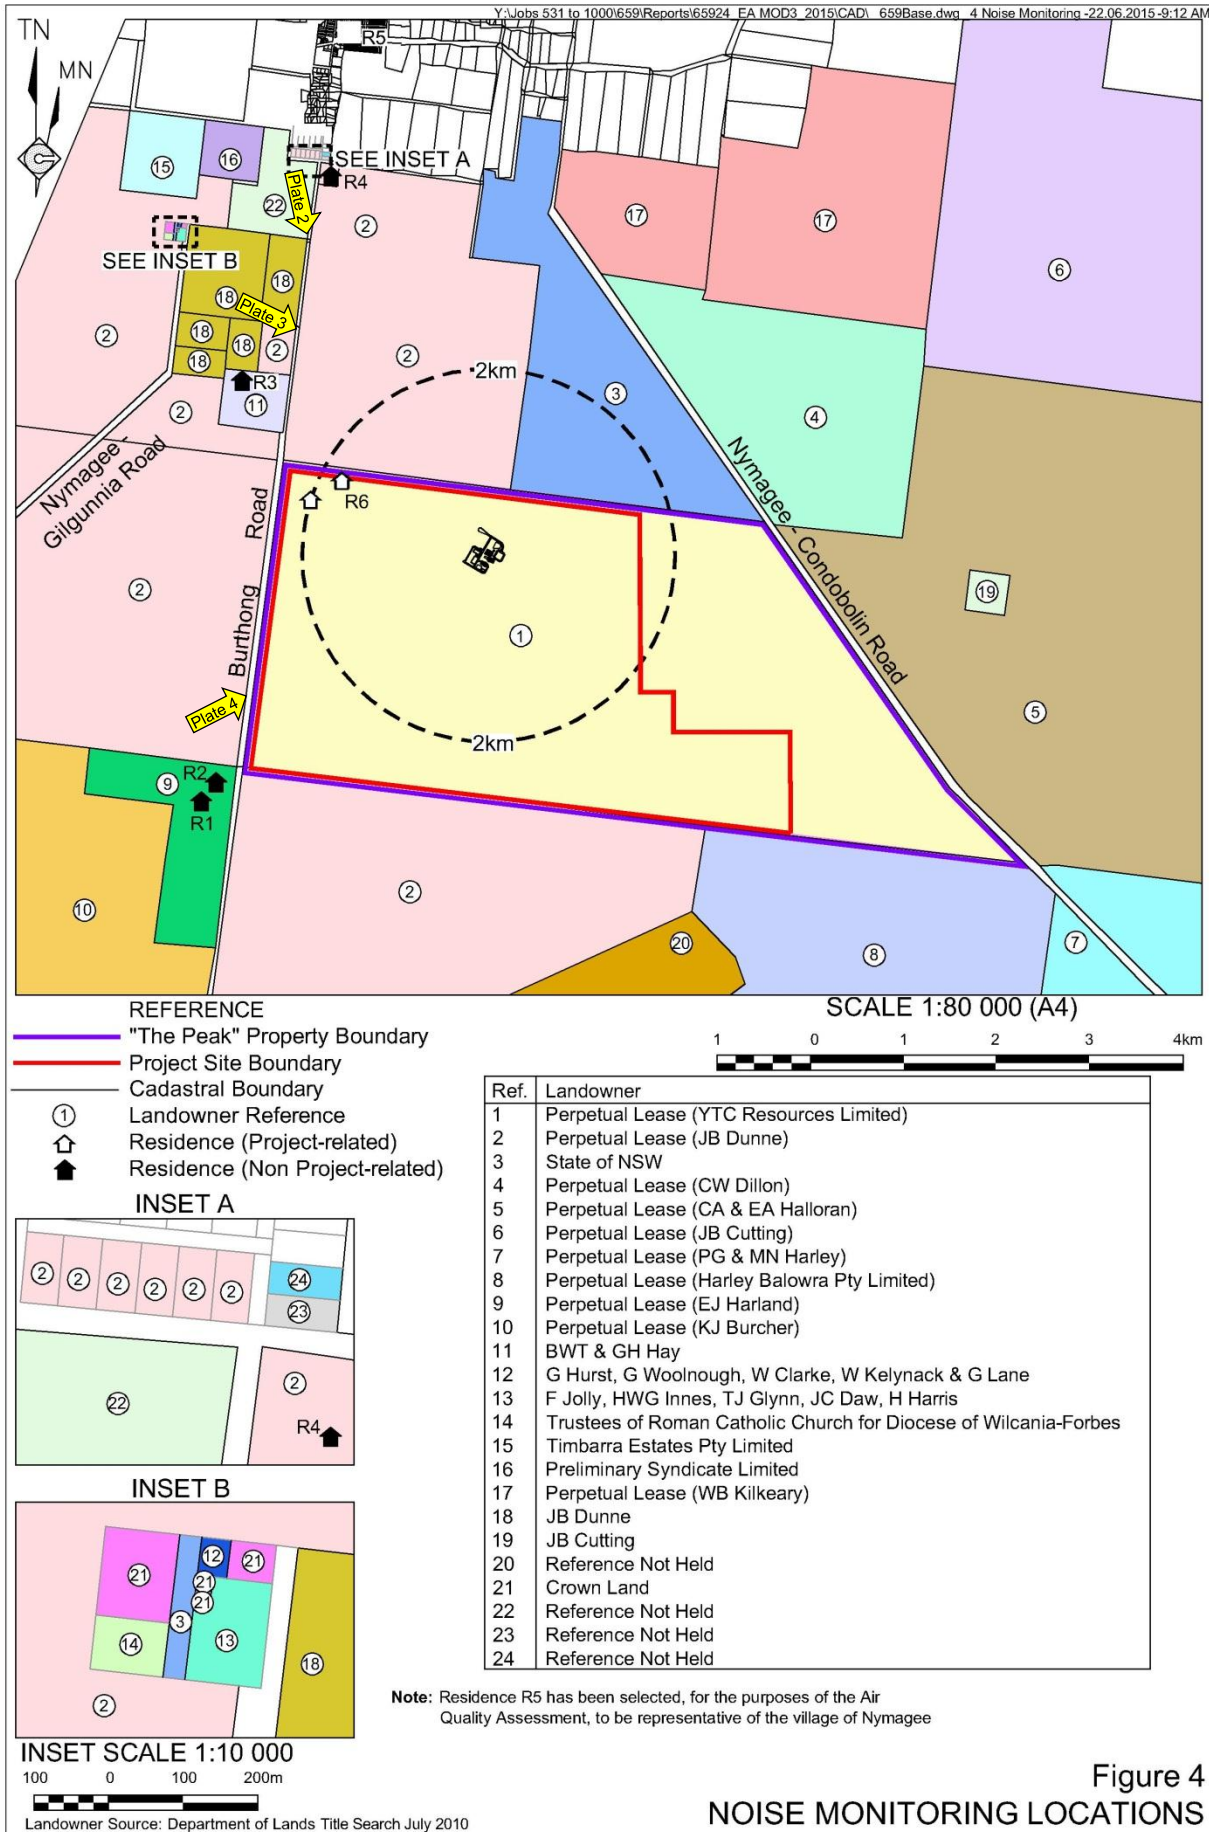 Y:\Jobs 531 to 1000\659\Reports\65924_EA MOD3_2015\CAD\_659Base.dwg_4 Noise Monitoring -22.06.2015 -9:12 AM
TN
MN
R5
15
16
SEE INSET A
R4
22
Plate 2
2
17
17
6
SEE INSET B
18
18
Plate 3
18
18
18
2
2
2
R3
11
2
2km
3
4
Nymagee -
Gilgunnia Road
R6
Burthong Road
Nymagee - Condobolin Road
2
1
19
5
Plate 4
2km
9
R2
R1
10
2
20
8
7
REFERENCE
"The Peak" Property Boundary
Project Site Boundary
Cadastral Boundary
1 Landowner Reference
Residence (Project-related)
Residence (Non Project-related)
SCALE 1:80 000 (A4)
1 0 1 2 3 4km
Ref. Landowner
1 Perpetual Lease (YTC Resources Limited)
2 Perpetual Lease (JB Dunne)
3 State of NSW
4 Perpetual Lease (CW Dillon)
5 Perpetual Lease (CA & EA Halloran)
6 Perpetual Lease (JB Cutting)
7 Perpetual Lease (PG & MN Harley)
8 Perpetual Lease (Harley Balowra Pty Limited)
9 Perpetual Lease (EJ Harland)
10 Perpetual Lease (KJ Burcher)
11 BWT & GH Hay
12 G Hurst, G Woolnough, W Clarke, W Kelynack & G Lane
13 F Jolly, HWG Innes, TJ Glynn, JC Daw, H Harris
14 Trustees of Roman Catholic Church for Diocese of Wilcania-Forbes
15 Timbarra Estates Pty Limited
16 Preliminary Syndicate Limited
17 Perpetual Lease (WB Kilkeary)
18 JB Dunne
19 JB Cutting
20 Reference Not Held
21 Crown Land
22 Reference Not Held
23 Reference Not Held
24 Reference Not Held
INSET A
2 2 2 2 2 2
24
23
22
2
R4
INSET B
21
12
21
21
21
3
14
13
18
2
INSET SCALE 1:10 000
100 0 100 200m
Landowner Source: Department of Lands Title Search July 2010
Note: Residence R5 has been selected, for the purposes of the Air
Quality Assessment, to be representative of the village of Nymagee
Figure 4
NOISE MONITORING LOCATIONS